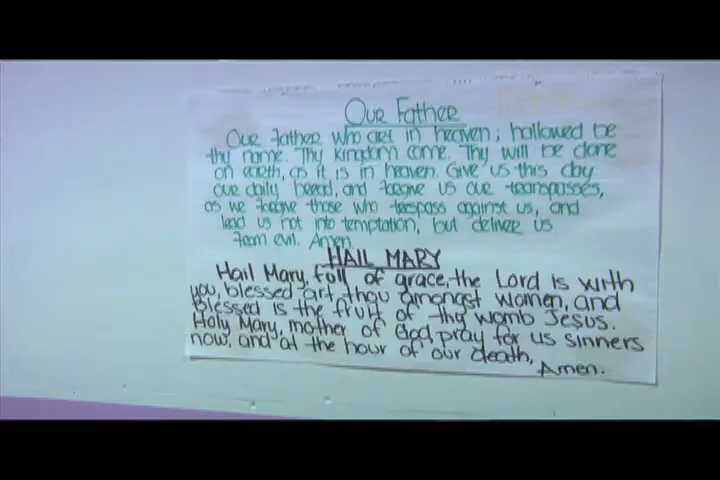 Our Father
Our Father who art in heaven; hallowed be
thy name. Thy kingdom come. Thy will be done
on earth, as it is in heaven. Give us this day
our daily bread, and forgive us our transpasses,
as we forgive those who trespass against us, and
lead us not into temptation, but deliver us
from evil. Amen.
HAIL MARY
Hail Mary, full of grace, the Lord is with
you, blessed art thou amongst women, and
Blessed is the fruit of thy womb Jesus.
Holy Mary, mother of God, pray for us sinners
now, and at the hour of our death,
Amen.